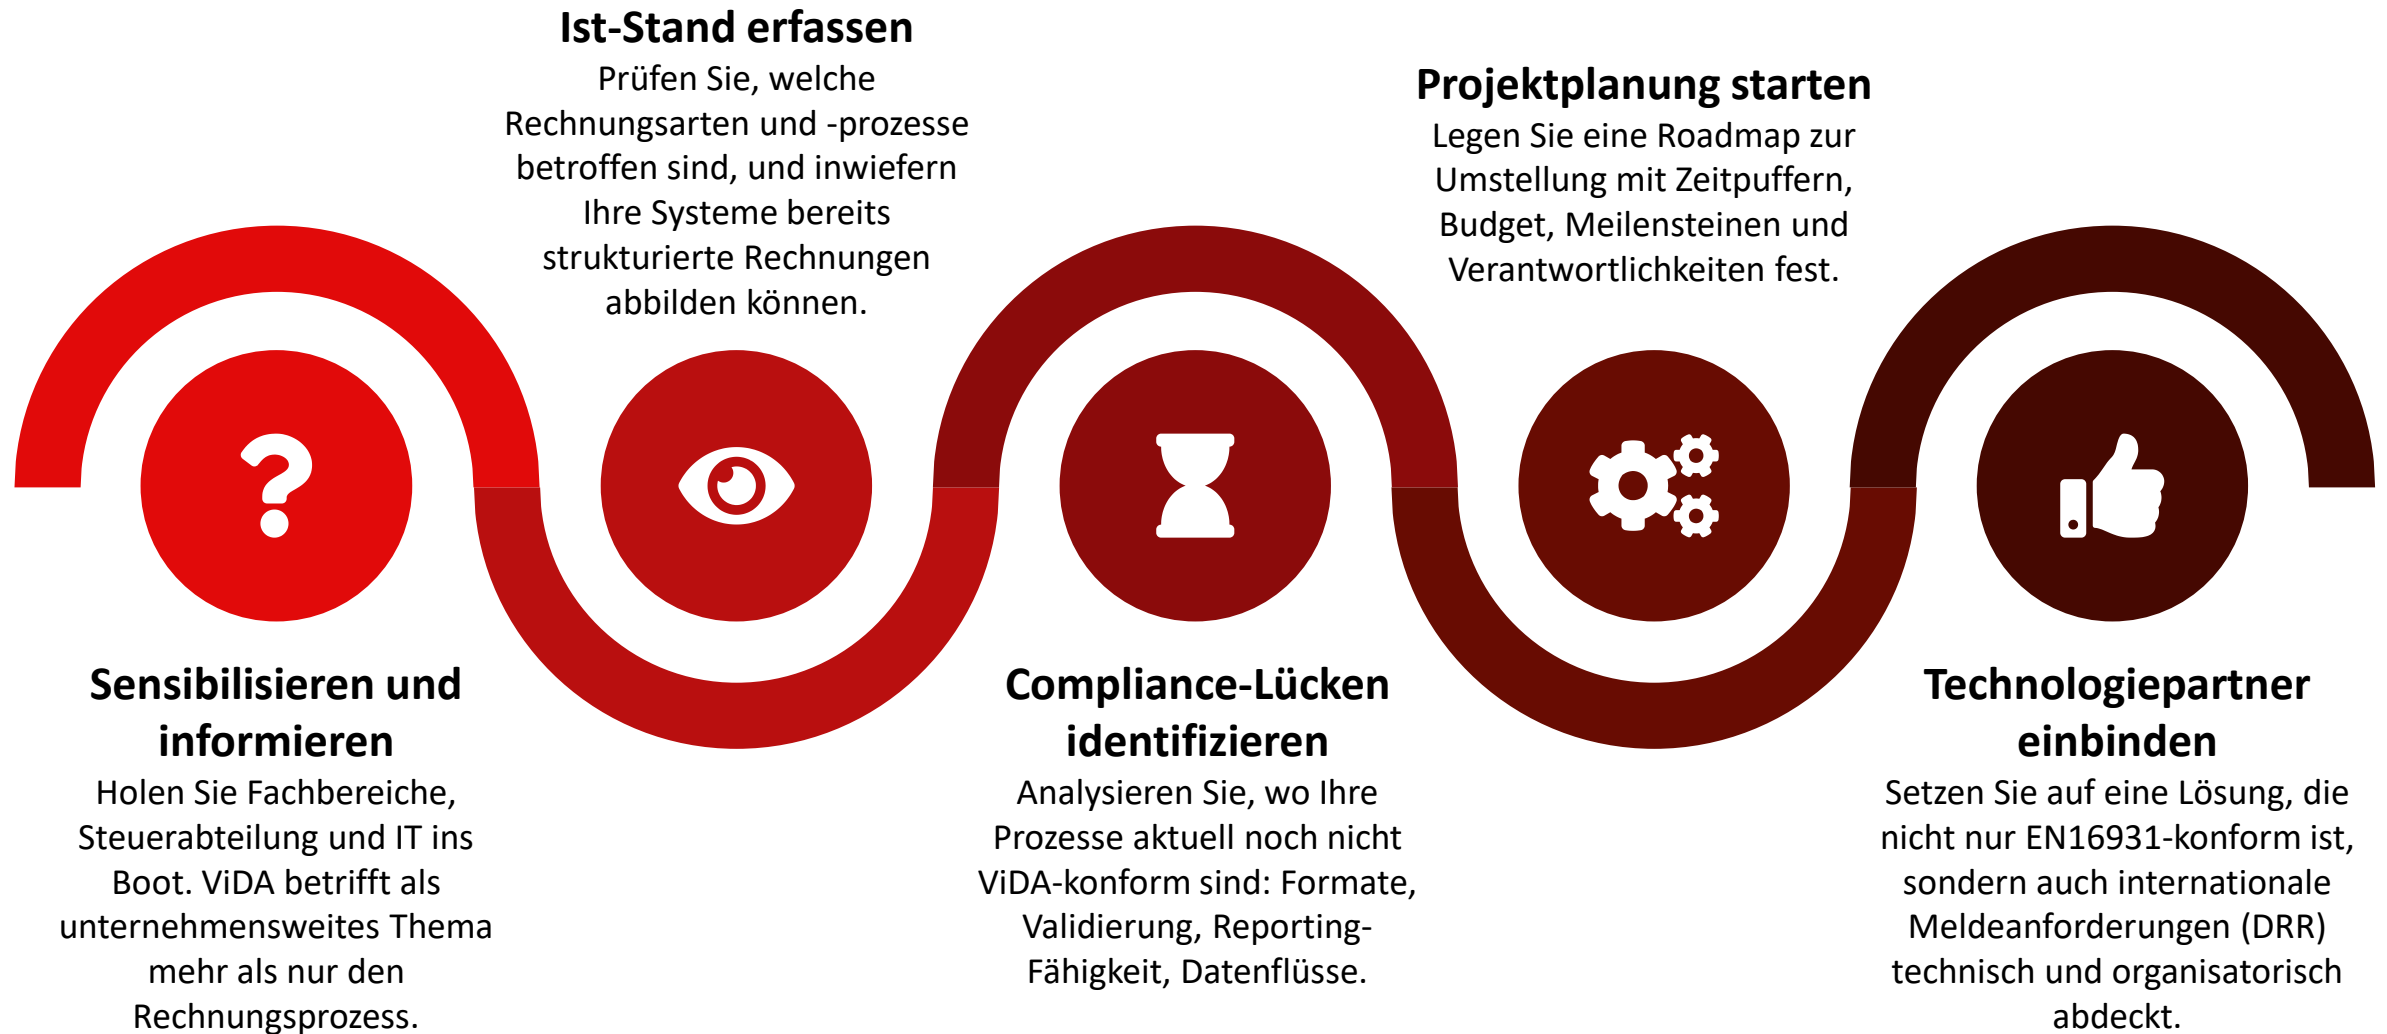 Sensibilisieren und
informieren
Holen Sie Fachbereiche,
Steuerabteilung und IT ins
Boot. ViDA betrifft als
unternehmensweites Thema
mehr als nur den
Rechnungsprozess.
Ist-Stand erfassen
Prüfen Sie, welche
Rechnungsarten und -prozesse
betroffen sind, und inwiefern
Ihre Systeme bereits
strukturierte Rechnungen
abbilden können.
Compliance-Lücken
identifizieren
Analysieren Sie, wo Ihre
Prozesse aktuell noch nicht
ViDA-konform sind: Formate,
Validierung, Reporting-
Fähigkeit, Datenflüsse.
Projektplanung starten
Legen Sie eine Roadmap zur
Umstellung mit Zeitpuffern,
Budget, Meilensteinen und
Verantwortlichkeiten fest.
Technologiepartner
einbinden
Setzen Sie auf eine Lösung, die
nicht nur EN16931-konform ist,
sondern auch internationale
Meldeanforderungen (DRR)
technisch und organisatorisch
abdeckt.